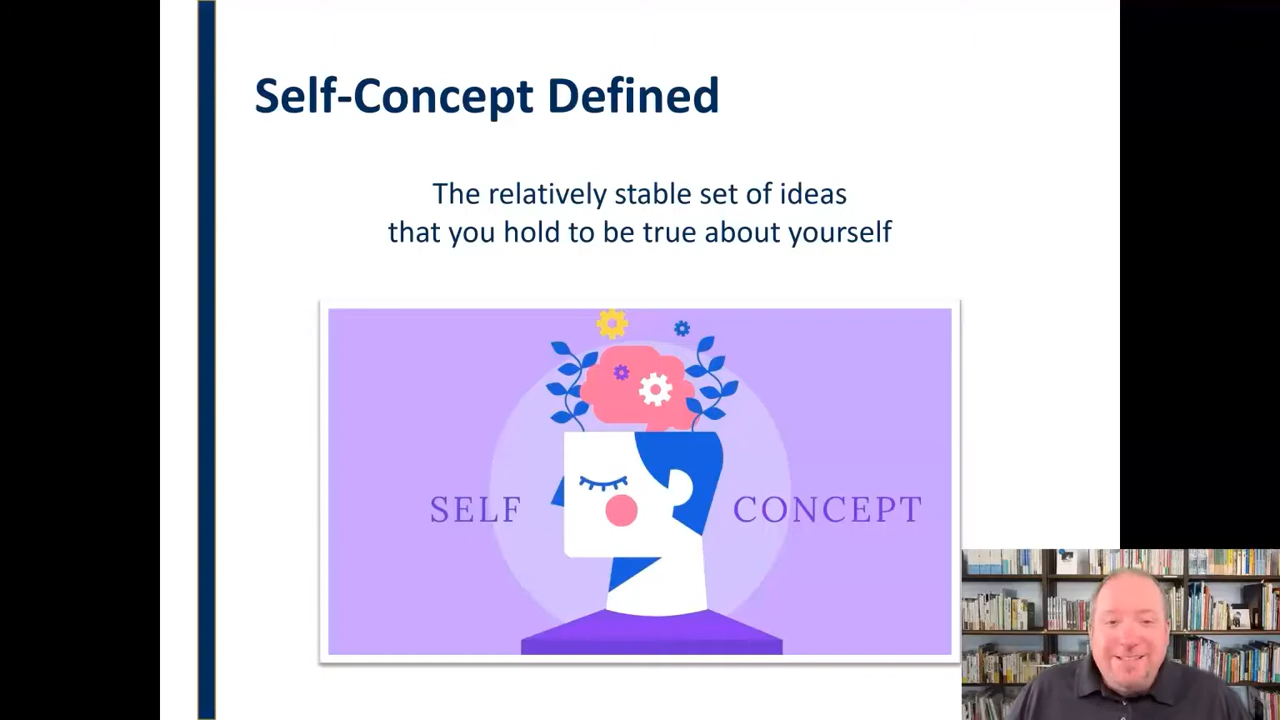 Self-Concept Defined
The relatively stable set of ideas
that you hold to be true about yourself
SELF CONCEPT